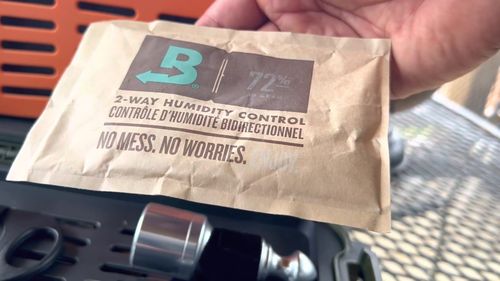 B
72%
2-WAY HUMIDITY CONTROL
CONTRÔLE D'HUMIDITÉ BIDIRECTIONNEL
NO MESS. NO WORRIES.